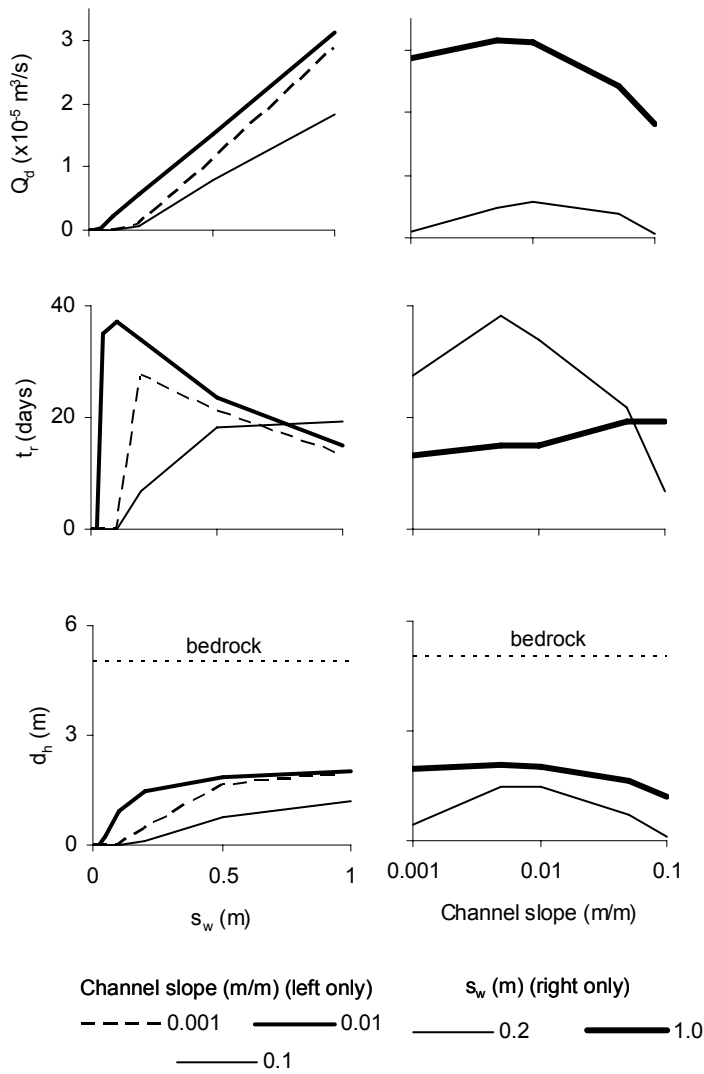 3
2
1
0
Q_d (x10⁻⁵ m³/s)
40
20
0
t_r (days)
6
3
0
d_h (m)
bedrock
bedrock
0 0.5 1
s_w (m)
0.001 0.01 0.1
Channel slope (m/m)
Channel slope (m/m) (left only)
0.001 0.01
0.1
s_w (m) (right only)
0.2 1.0